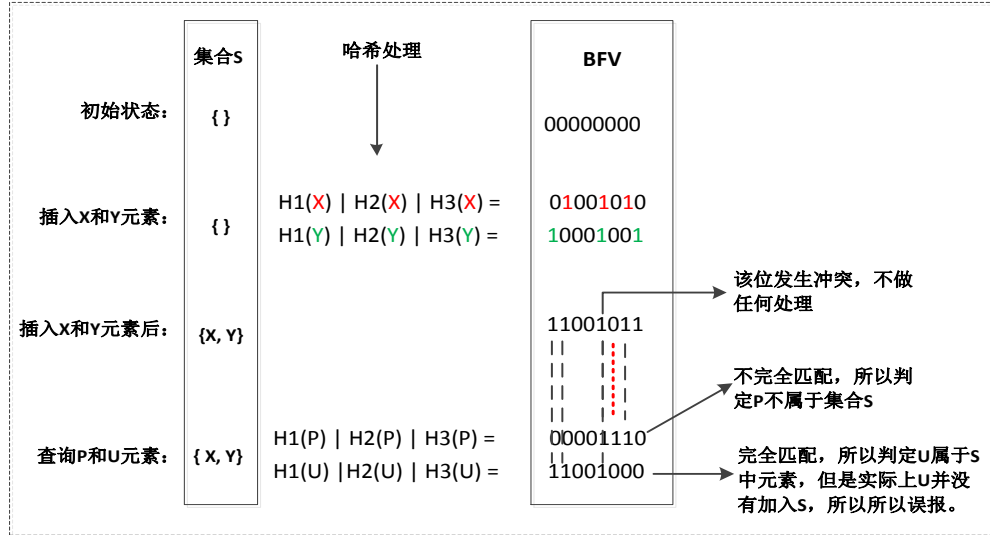 集合S
哈希处理
BFV
初始状态：
{ }
00000000
插入X和Y元素：
{ }
H1(X) | H2(X) | H3(X) =
01001010
H1(Y) | H2(Y) | H3(Y) =
10001001
该位发生冲突，不做
任何处理
插入X和Y元素后：
{X, Y}
11001011
不完全匹配，所以判
定P不属于集合S
查询P和U元素：
{ X, Y}
H1(P) | H2(P) | H3(P) =
00001110
H1(U) |H2(U) | H3(U) =
11001000
完全匹配，所以判定U属于S
中元素，但是实际上U并没
有加入S，所以所以误报。